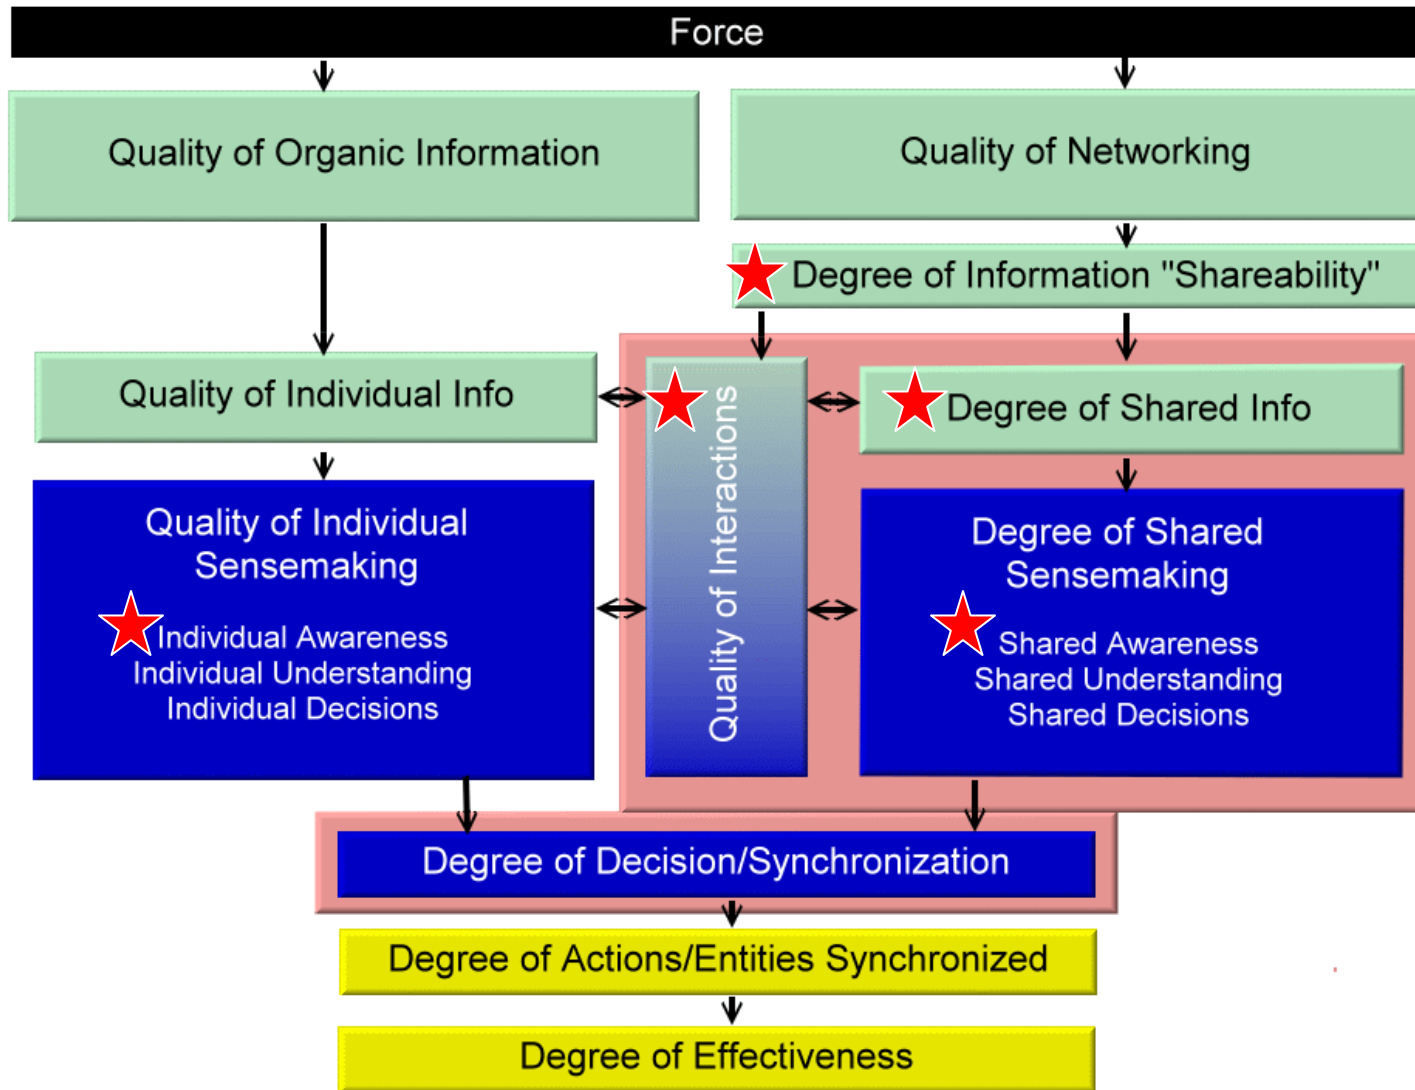 Force
Quality of Organic Information
Quality of Networking
Degree of Information "Shareability"
Quality of Individual Info
Quality of Interactions
Degree of Shared Info
Quality of Individual
Sensemaking
Individual Awareness
Individual Understanding
Individual Decisions
Degree of Shared
Sensemaking
Shared Awareness
Shared Understanding
Shared Decisions
Degree of Decision/Synchronization
Degree of Actions/Entities Synchronized
Degree of Effectiveness